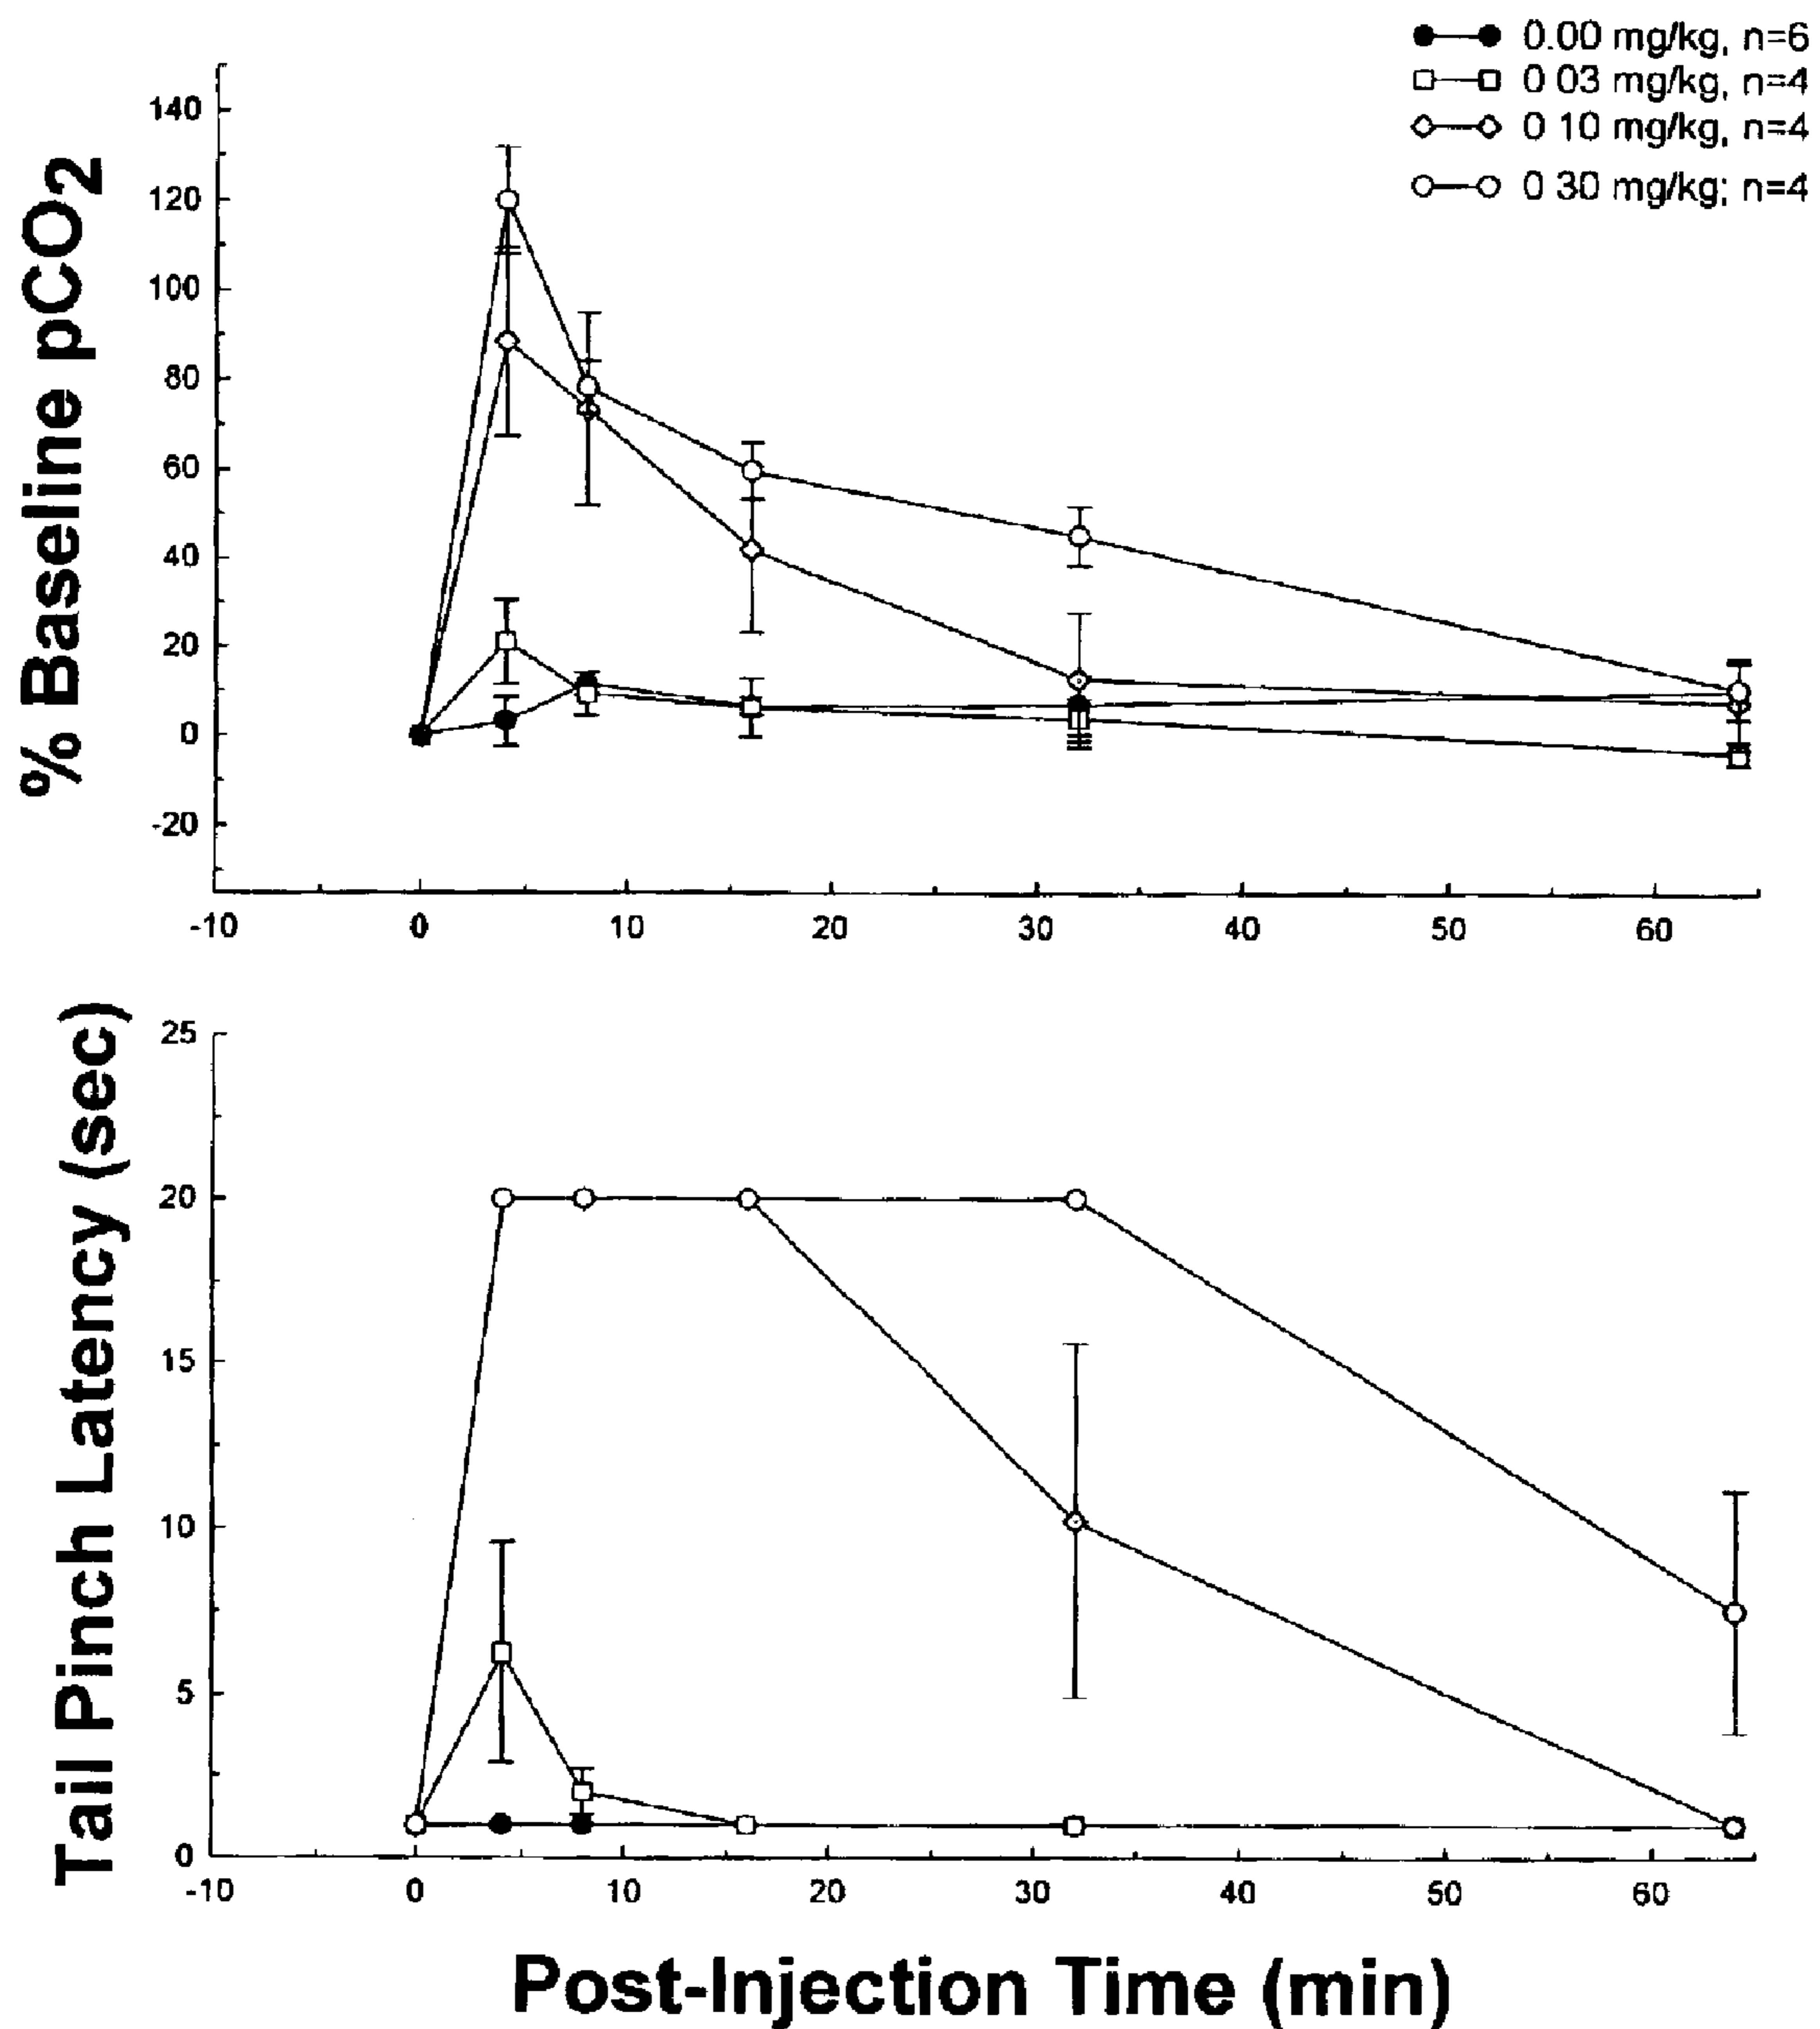 0.00 mg/kg, n=6
0 03 mg/kg, n=4
0 10 mg/kg, n=4
0 30 mg/kg; n=4
% Baseline pCO2
140
120
100
80
60
40
20
0
-20
-10 0 10 20 30 40 50 60
Tail Pinch Latency (sec)
25
20
15
10
5
0
-10 0 10 20 30 40 50 60
Post-Injection Time (min)